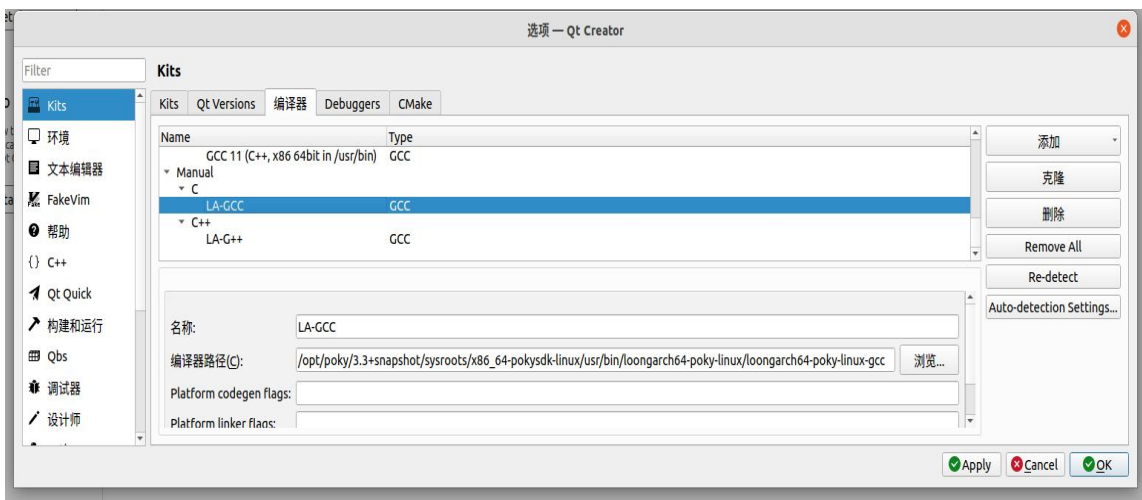 选项 — Qt Creator
Filter
Kits
环境
文本编辑器
FakeVim
帮助
{} C++
Qt Quick
构建和运行
Qbs
调试器
设计师
Kits
Kits Qt Versions 编译器 Debuggers CMake
Name Type
GCC 11 (C++, x86 64bit in /usr/bin) GCC
Manual
C
LA-GCC GCC
C++
LA-G++ GCC
添加
克隆
删除
Remove All
Re-detect
Auto-detection Settings...
名称: LA-GCC
编译器路径(C): /opt/poky/3.3+snapshot/sysroots/x86_64-pokysdk-linux/usr/bin/loongarch64-poky-linux/loongarch64-poky-linux-gcc 浏览...
Platform codegen flags:
Platform linker flags:
Apply Cancel OK